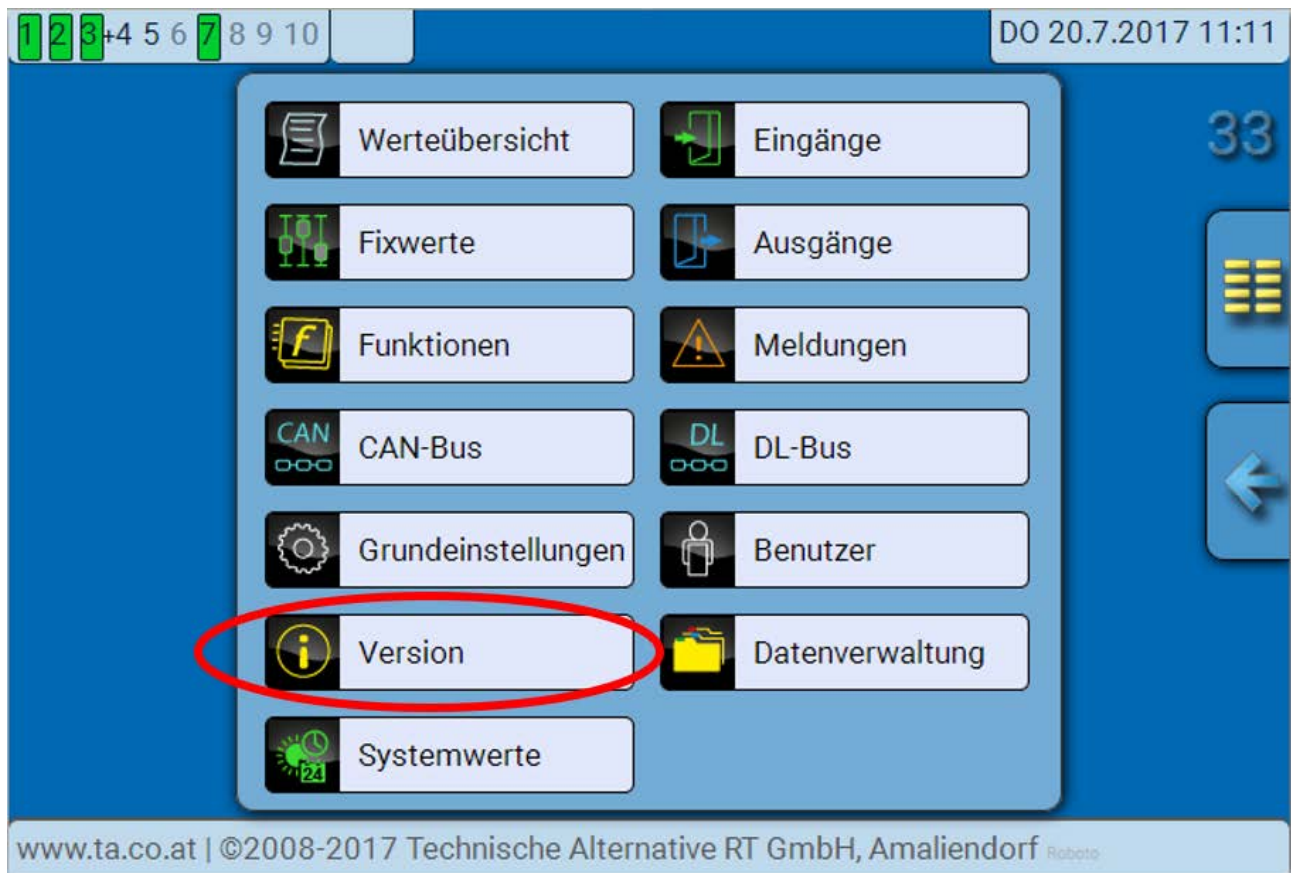 1 2 3+4 5 6 7 8 9 10
DO 20.7.2017 11:11
33
Werteübersicht
Eingänge
Fixwerte
Ausgänge
f Funktionen
Meldungen
CAN CAN-Bus
DL DL-Bus
Grundeinstellungen
Benutzer
i Version
Datenverwaltung
24 Systemwerte
www.ta.co.at | ©2008-2017 Technische Alternative RT GmbH, Amaliendorf Roboto